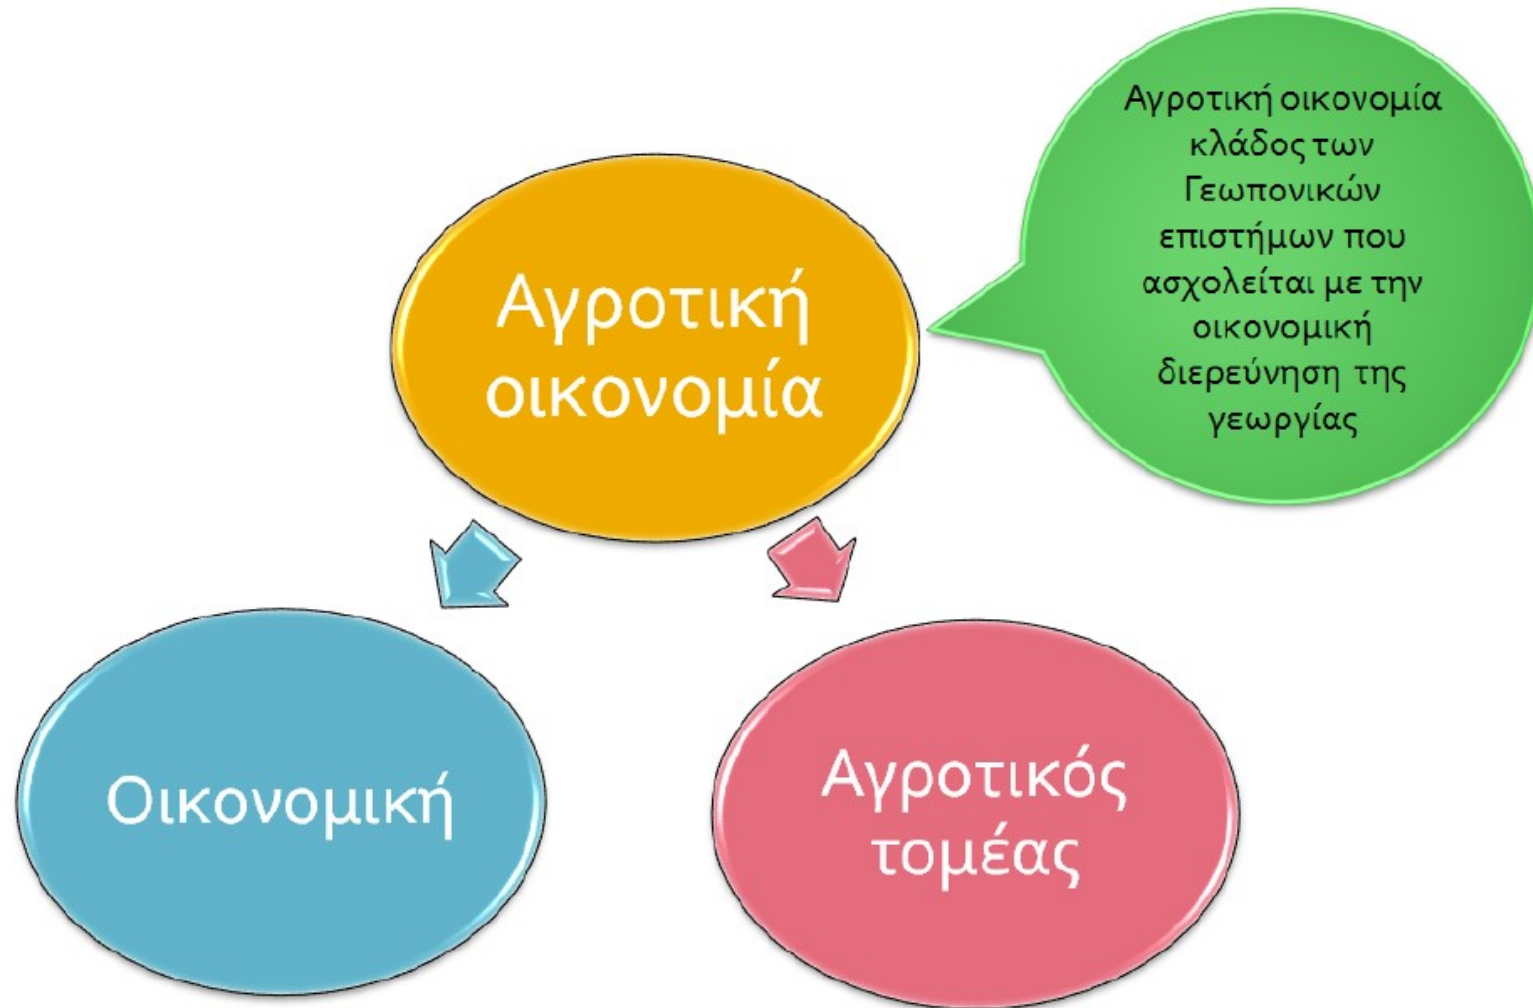 Αγροτική οικονομία
κλάδος των
Γεωπονικών
επιστήμων που
ασχολείται με την
οικονομική
διερεύνηση της
γεωργίας
Αγροτική
οικονομία
Οικονομική
Αγροτικός
τομέας